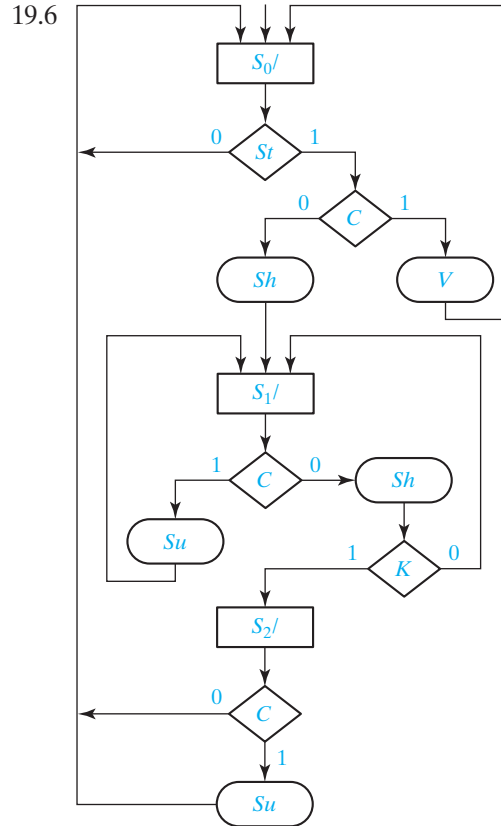 19.6
S₀/
0 St 1
0 C 1
Sh V
S₁/
1 C 0 Sh
Su
1 K 0
S₂/
0 C
1
Su